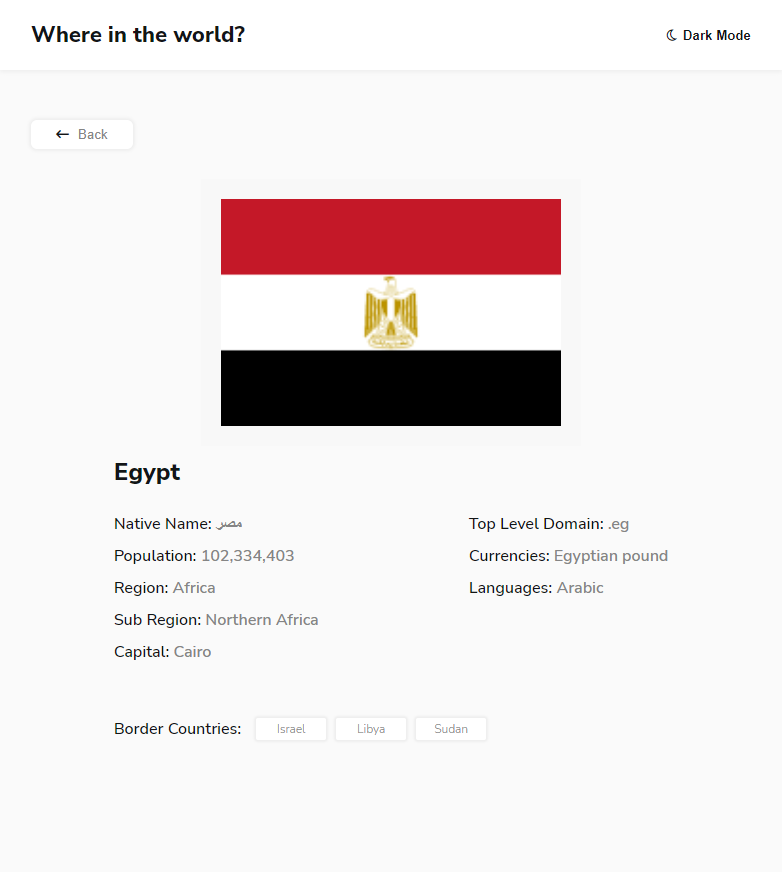 Where in the world?
Dark Mode
Back
Egypt
Native Name: مصر
Population: 102,334,403
Region: Africa
Sub Region: Northern Africa
Capital: Cairo
Top Level Domain: .eg
Currencies: Egyptian pound
Languages: Arabic
Border Countries: Israel Libya Sudan